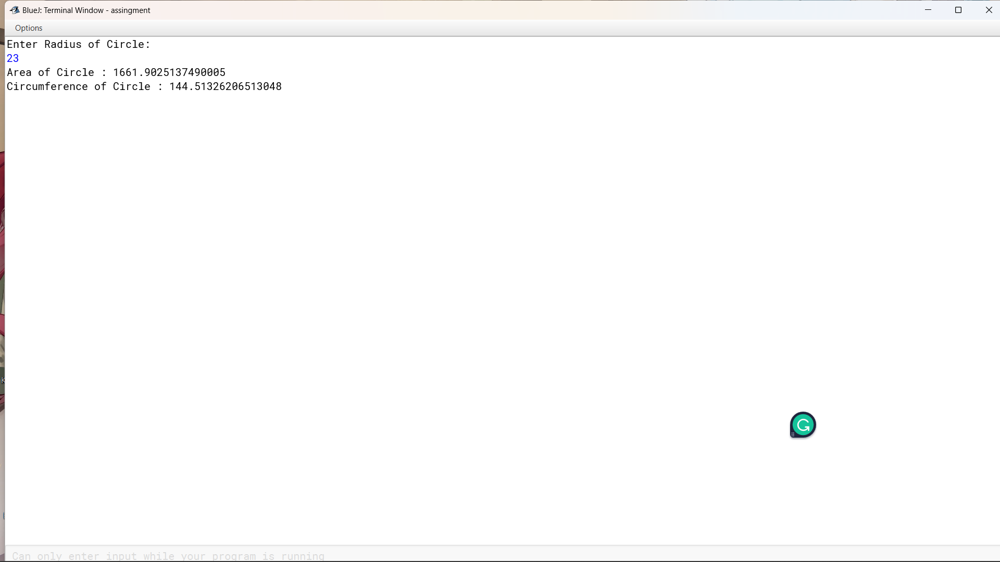 BlueJ: Terminal Window - assingment
Options
Enter Radius of Circle:
23
Area of Circle : 1661.9025137490005
Circumference of Circle : 144.51326206513048
K
Can only enter input while your program is running